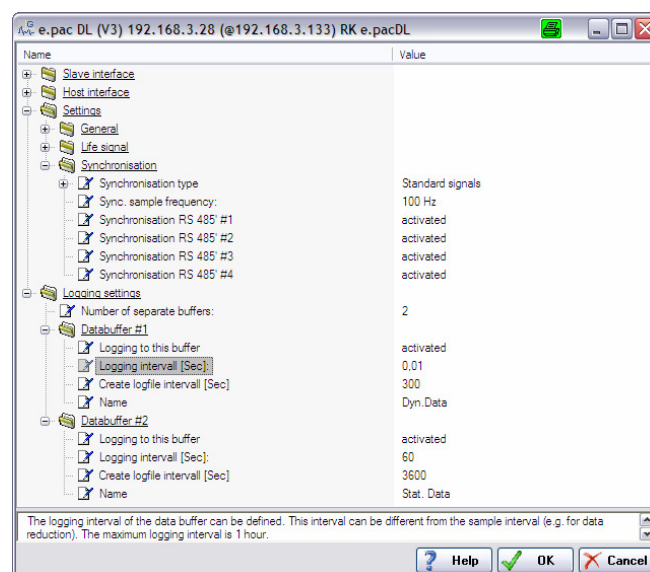 e.pac DL (V3) 192.168.3.28 (@192.168.3.133) RK e.pacDL
Name Value
Slave interface
Host interface
Settings
General
Life signal
Synchronisation
Synchronisation type Standard signals
Sync. sample frequency: 100 Hz
Synchronisation RS 485' #1 activated
Synchronisation RS 485' #2 activated
Synchronisation RS 485' #3 activated
Synchronisation RS 485' #4 activated
Logging settings
Number of separate buffers: 2
Databuffer #1
Logging to this buffer activated
Logging intervall [Sec]: 0,01
Create logfile intervall [Sec] 300
Name Dyn.Data
Databuffer #2
Logging to this buffer activated
Logging intervall [Sec]: 60
Create logfile intervall [Sec] 3600
Name Stat. Data
The logging interval of the data buffer can be defined. This interval can be different from the sample interval (e.g. for data
reduction). The maximum logging interval is 1 hour.
Help OK Cancel